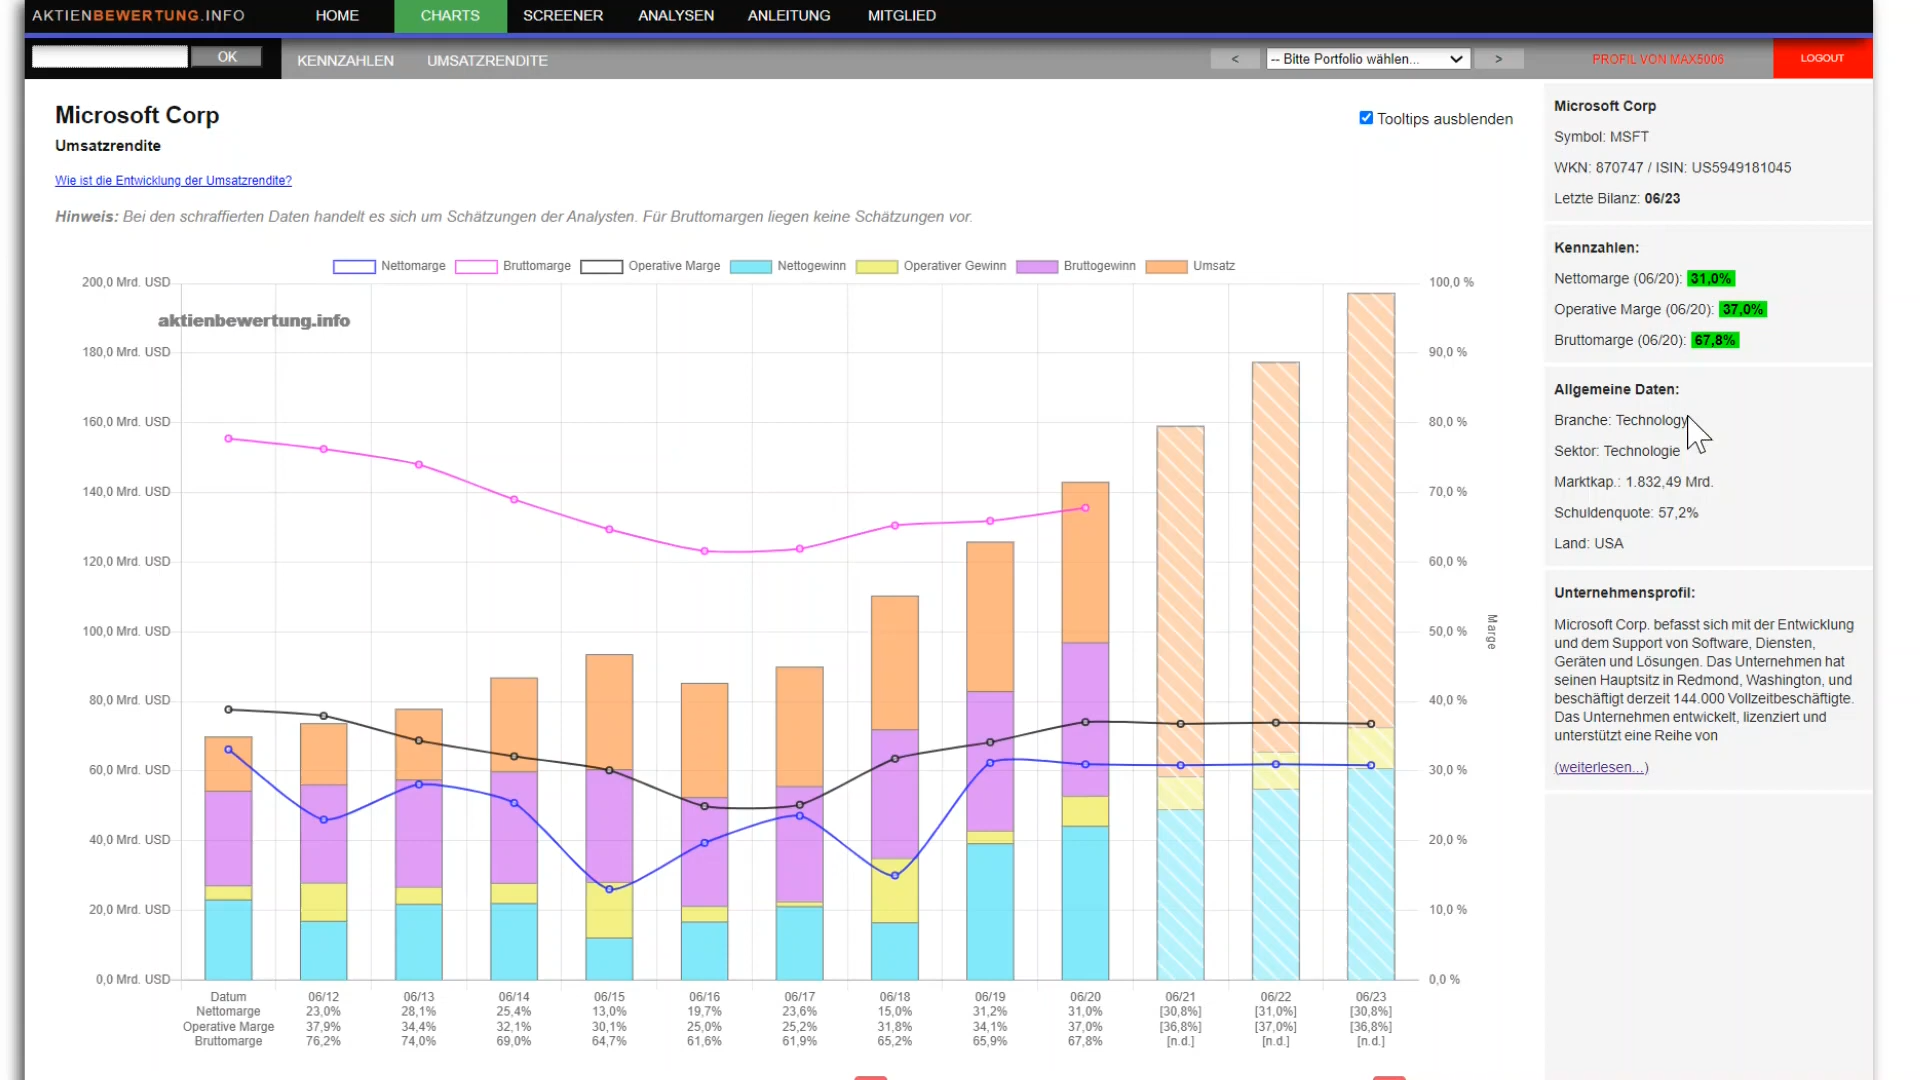 AKTIENBEWERTUNG.INFO HOME CHARTS SCREENER ANALYSEN ANLEITUNG MITGLIED
OK KENNZAHLEN UMSATZRENDITE < -- Bitte Portfolio wählen... > PROFIL VON MAX5006 LOGOUT
Microsoft Corp
Tooltips ausblenden
Umsatzrendite
Wie ist die Entwicklung der Umsatzrendite?
Hinweis: Bei den schraffierten Daten handelt es sich um Schätzungen der Analysten. Für Bruttomargen liegen keine Schätzungen vor.
Nettomarge Bruttomarge Operative Marge Nettogewinn Operativer Gewinn Bruttogewinn Umsatz
200,0 Mrd. USD 100,0 %
aktienbewertung.info
180,0 Mrd. USD 90,0 %
160,0 Mrd. USD 80,0 %
140,0 Mrd. USD 70,0 %
120,0 Mrd. USD 60,0 %
100,0 Mrd. USD 50,0 %
Marge
80,0 Mrd. USD 40,0 %
60,0 Mrd. USD 30,0 %
40,0 Mrd. USD 20,0 %
20,0 Mrd. USD 10,0 %
0,0 Mrd. USD 0,0 %
Datum 06/12 06/13 06/14 06/15 06/16 06/17 06/18 06/19 06/20 06/21 06/22 06/23
Nettomarge 23,0% 28,1% 25,4% 13,0% 19,7% 23,6% 15,0% 31,2% 31,0% [30,8%] [31,0%] [30,8%]
Operative Marge 37,9% 34,4% 32,1% 30,1% 25,0% 25,2% 31,8% 34,1% 37,0% [36,8%] [37,0%] [36,8%]
Bruttomarge 76,2% 74,0% 69,0% 64,7% 61,6% 61,9% 65,2% 65,9% 67,8% [n.d.] [n.d.] [n.d.]
Microsoft Corp
Symbol: MSFT
WKN: 870747 / ISIN: US5949181045
Letzte Bilanz: 06/23
Kennzahlen:
Nettomarge (06/20): 31,0%
Operative Marge (06/20): 37,0%
Bruttomarge (06/20): 67,8%
Allgemeine Daten:
Branche: Technology
Sektor: Technologie
Marktkap.: 1.832,49 Mrd.
Schuldenquote: 57,2%
Land: USA
Unternehmensprofil:
Microsoft Corp. befasst sich mit der Entwicklung
und dem Support von Software, Diensten,
Geräten und Lösungen. Das Unternehmen hat
seinen Hauptsitz in Redmond, Washington, und
beschäftigt derzeit 144.000 Vollzeitbeschäftigte.
Das Unternehmen entwickelt, lizenziert und
unterstützt eine Reihe von
(weiterlesen...)